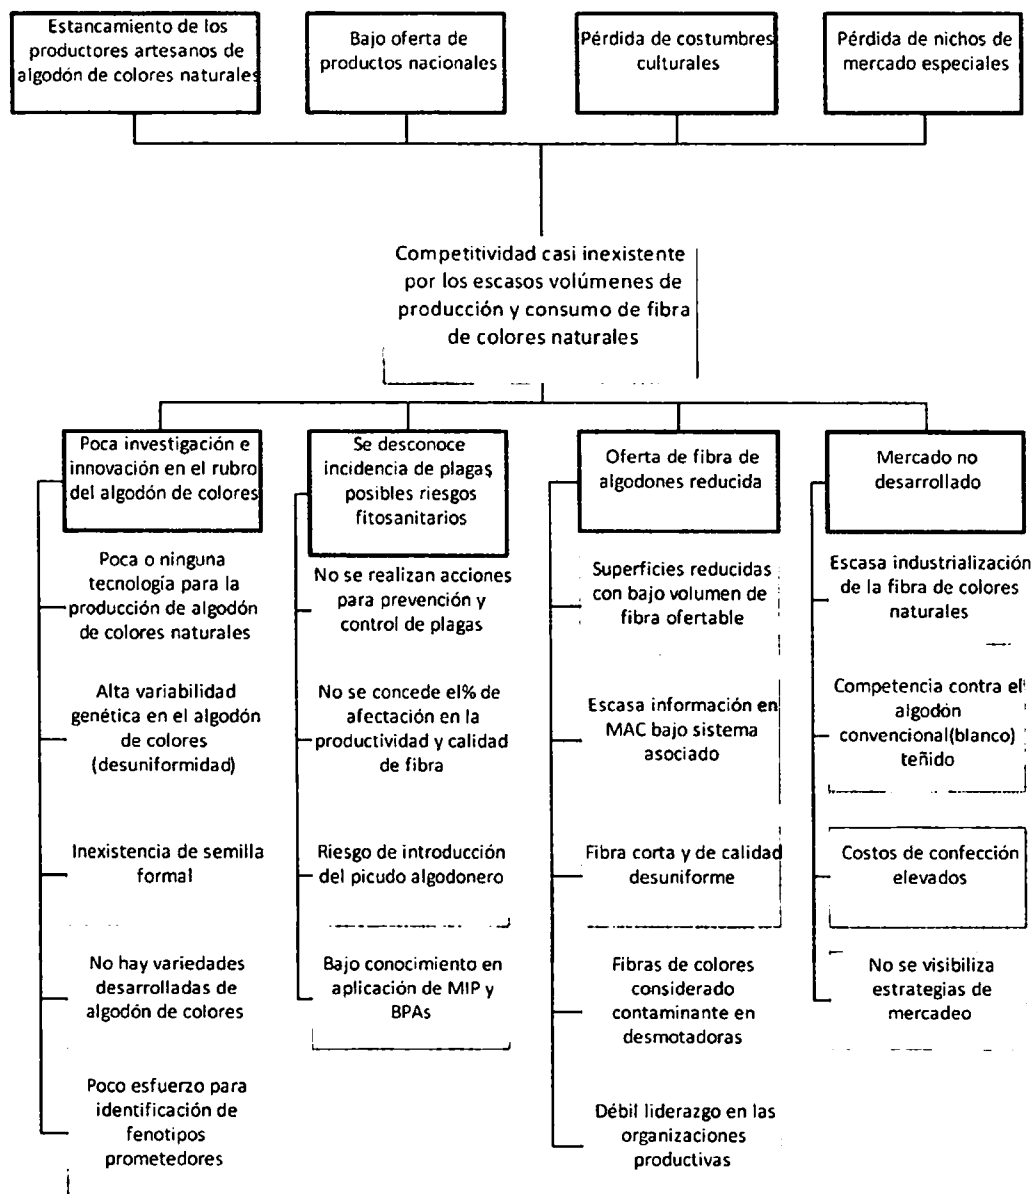 Estancamiento de los
productores artesanos de
algodón de colores naturales
Bajo oferta de
productos nacionales
Pérdida de costumbres
culturales
Pérdida de nichos de
mercado especiales
Competitividad casi inexistente
por los escasos volúmenes de
producción y consumo de fibra
de colores naturales
Poca investigación e
innovación en el rubro
del algodón de colores
Poca o ninguna
tecnología para la
producción de algodón
de colores naturales
Alta variabilidad
genética en el algodón
de colores
(desuniformidad)
Inexistencia de semilla
formal
No hay variedades
desarrolladas de
algodón de colores
Poco esfuerzo para
identificación de
fenotipos
prometedores
Se desconoce
incidencia de plagas
posibles riesgos
fitosanitarios
No se realizan acciones
para prevención y
control de plagas
No se concede el% de
afectación en la
productividad y calidad
de fibra
Riesgo de introducción
del picudo algodonero
Bajo conocimiento en
aplicación de MIP y
BPAs
Oferta de fibra de
algodones reducida
Superficies reducidas
con bajo volumen de
fibra ofertable
Escasa información en
MAC bajo sistema
asociado
Fibra corta y de calidad
desuniforme
Fibras de colores
considerado
contaminante en
desmotadoras
Débil liderazgo en las
organizaciones
productivas
Mercado no
desarrollado
Escasa industrialización
de la fibra de colores
naturales
Competencia contra el
algodón
convencional(blanco)
teñido
Costos de confección
elevados
No se visibiliza
estrategias de
mercadeo